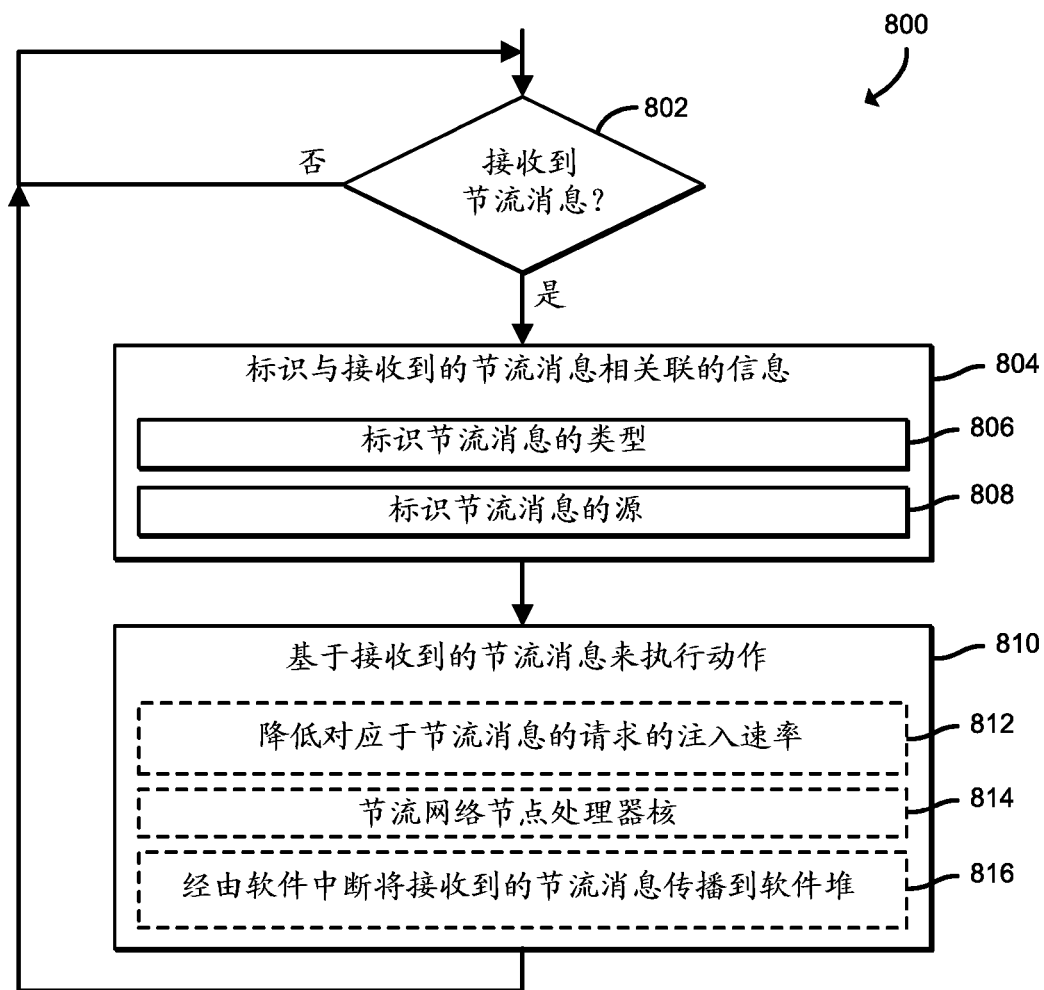 800
802
接收到
节流消息?
否
是
标识与接收到的节流消息相关联的信息
804
标识节流消息的类型
806
标识节流消息的源
808
基于接收到的节流消息来执行动作
810
降低对应于节流消息的请求的注入速率
812
节流网络节点处理器核
814
经由软件中断将接收到的节流消息传播到软件堆
816